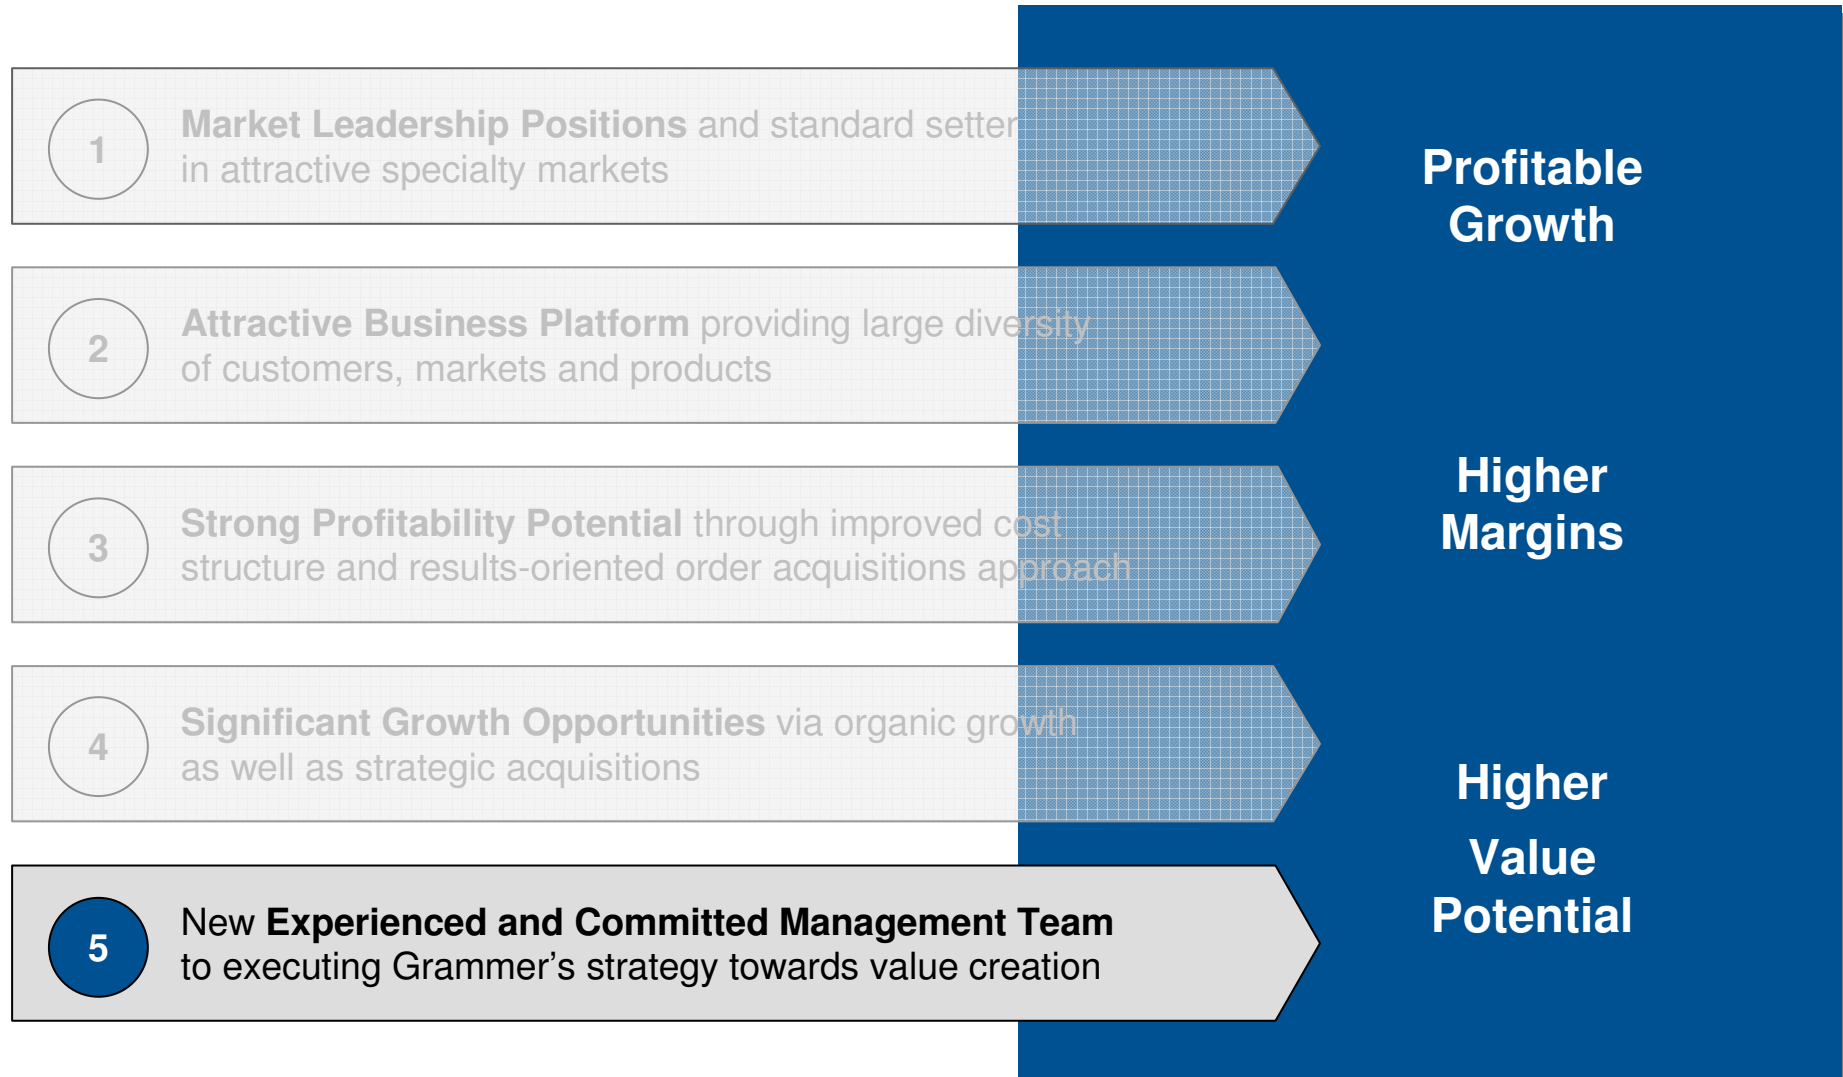 1
Market Leadership Positions and standard setter
in attractive specialty markets
2
Attractive Business Platform providing large diversity
of customers, markets and products
3
Strong Profitability Potential through improved cost
structure and results-oriented order acquisitions approach
4
Significant Growth Opportunities via organic growth
as well as strategic acquisitions
5
New Experienced and Committed Management Team
to executing Grammer’s strategy towards value creation
Profitable
Growth
Higher
Margins
Higher
Value
Potential